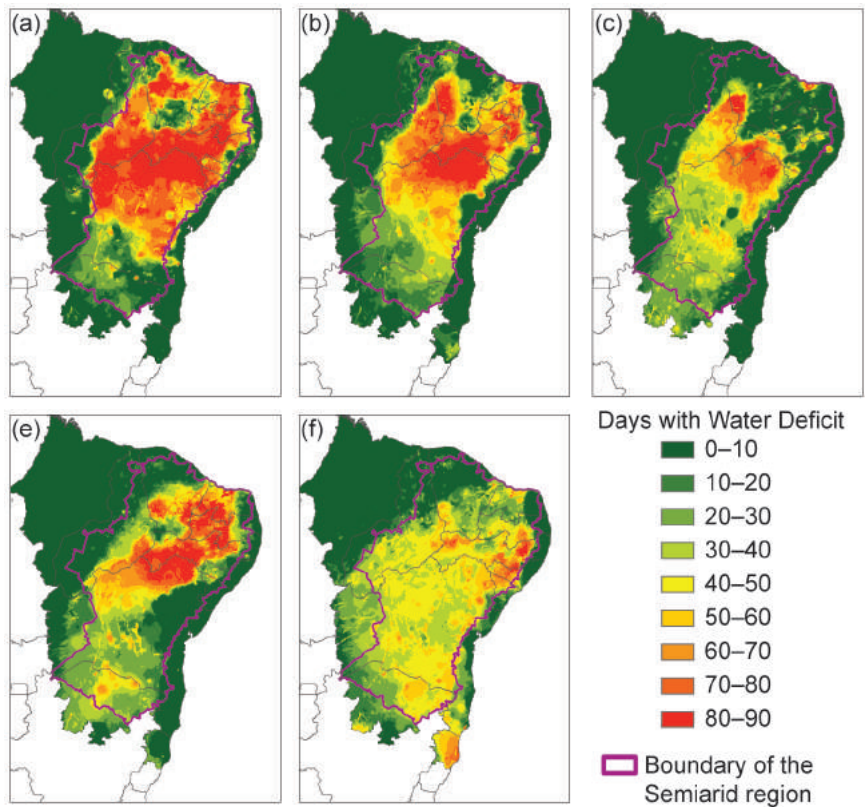 (a)
(b)
(c)
(e)
(f)
Days with Water Deficit
0–10
10–20
20–30
30–40
40–50
50–60
60–70
70–80
80–90
Boundary of the
Semiarid region